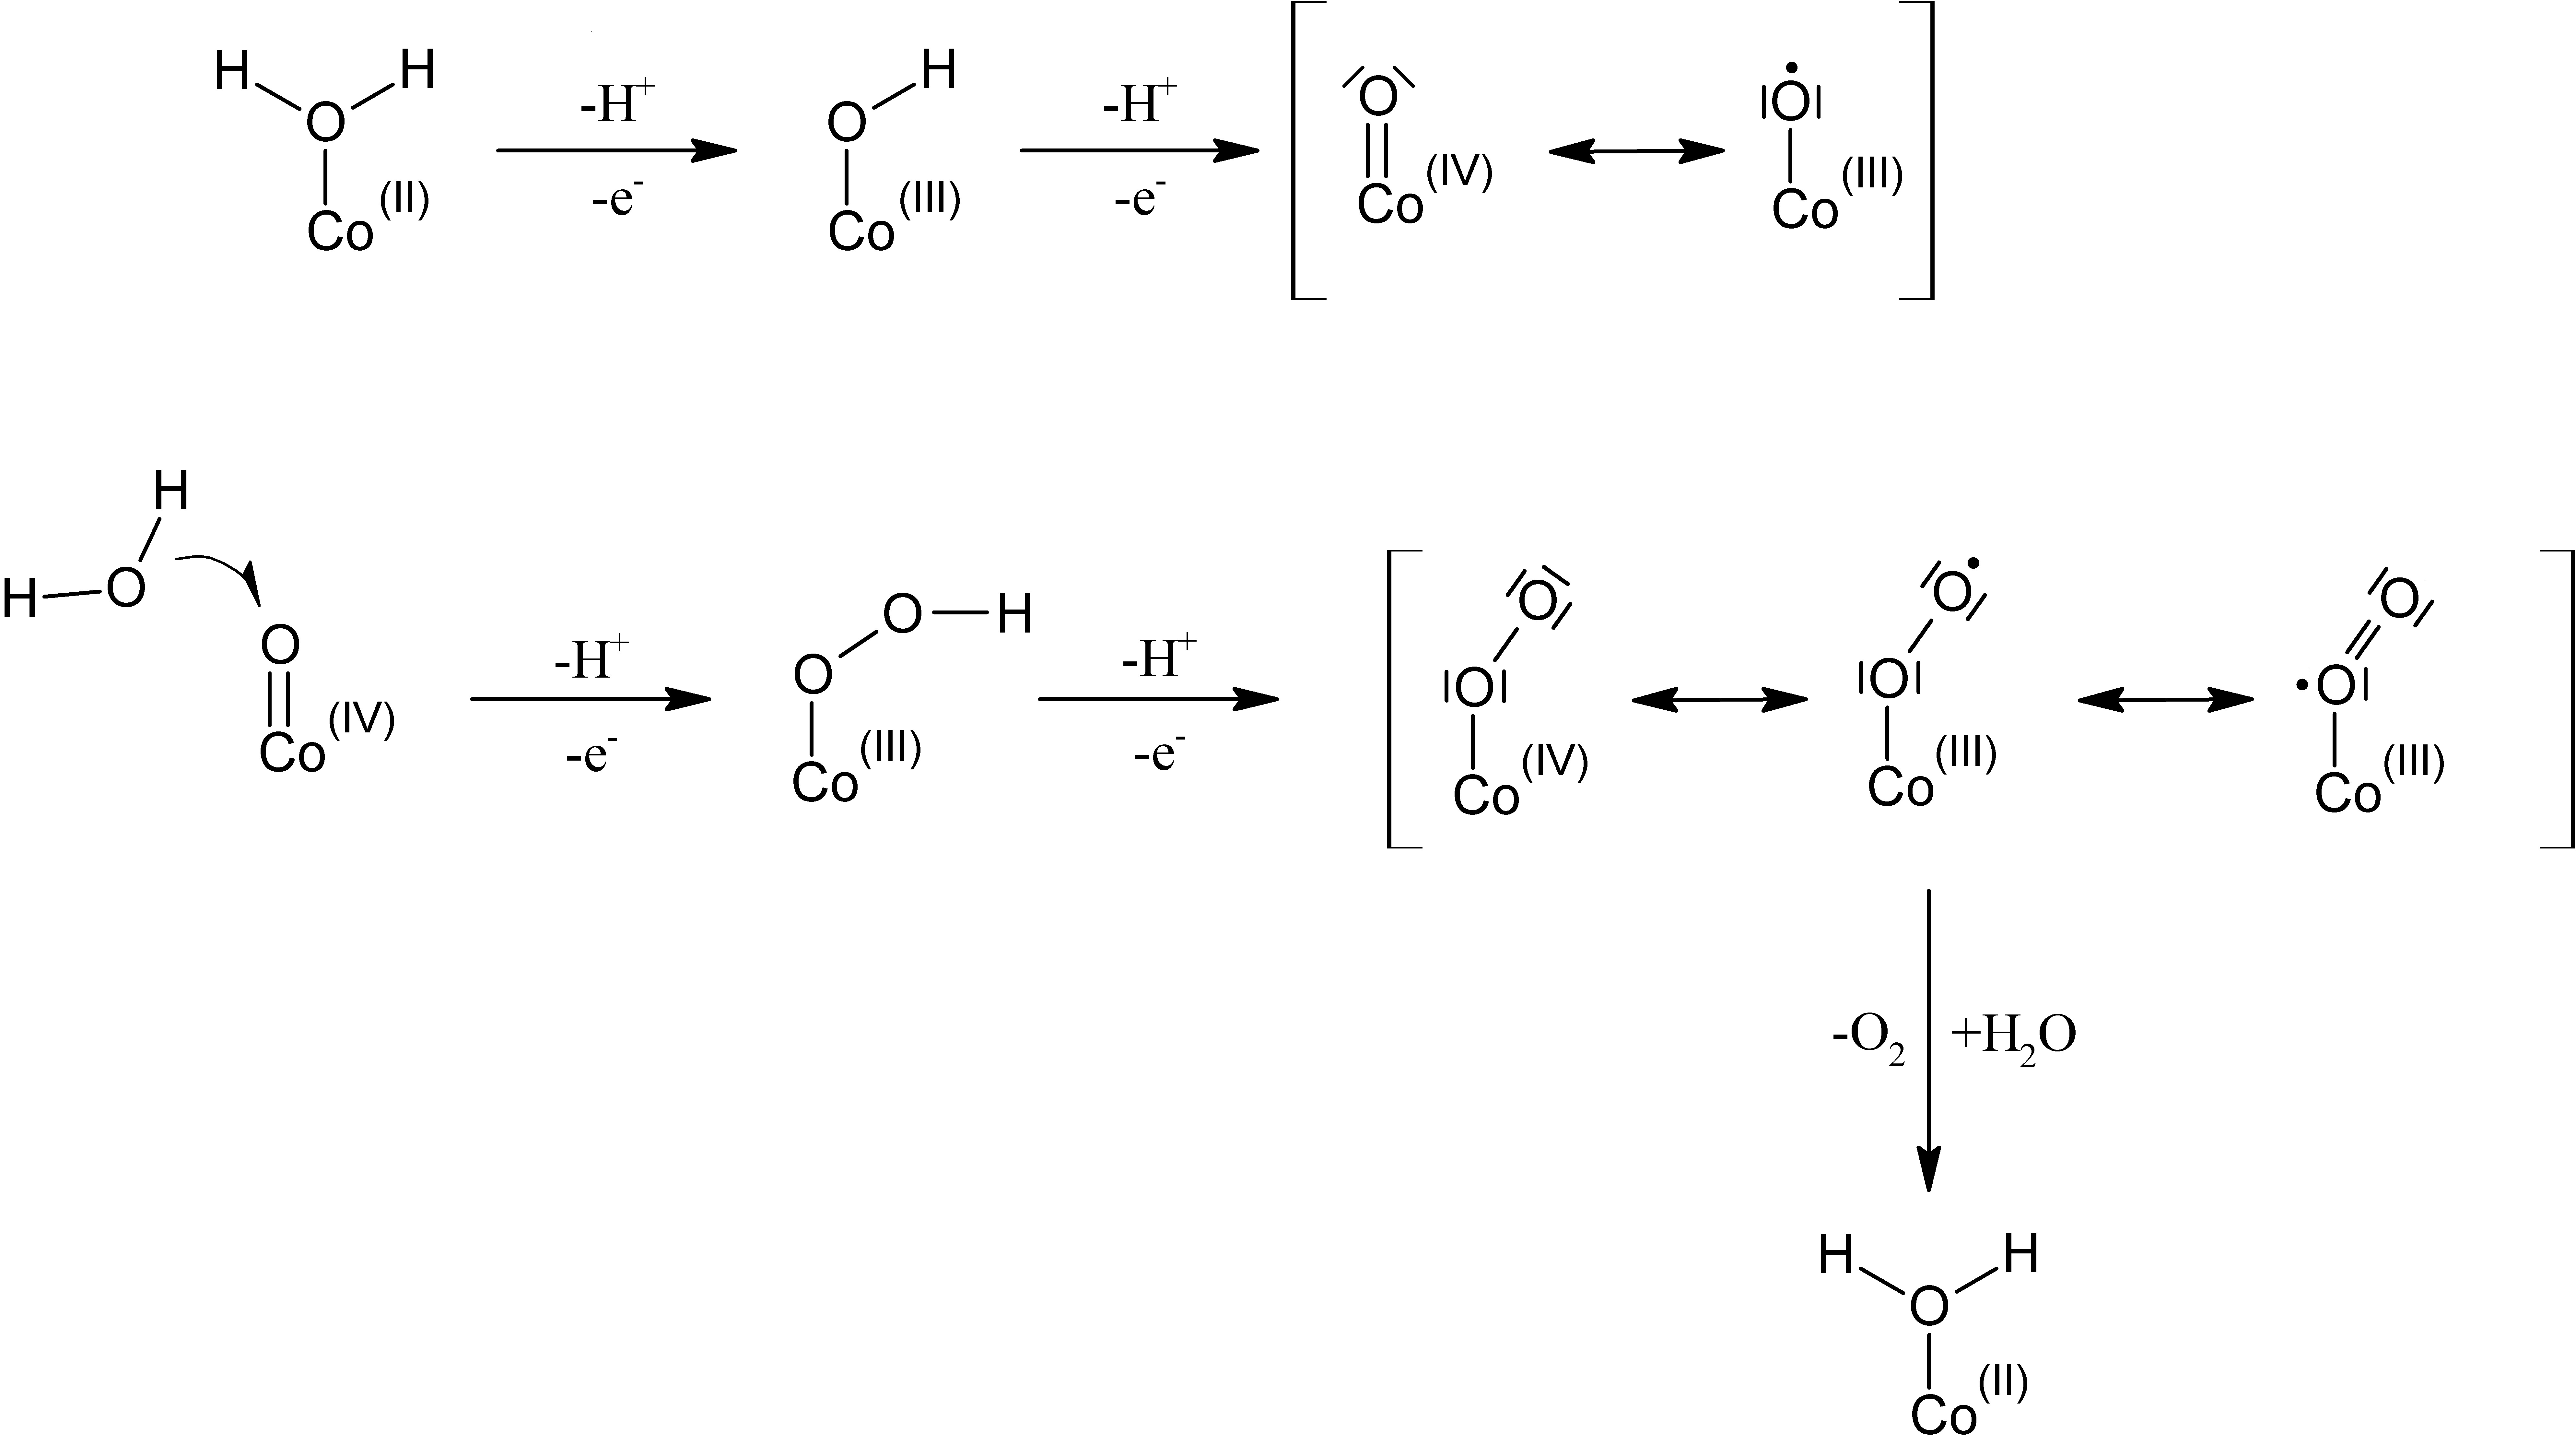 H H -H⁺ H -H⁺ |O| |Ȯ|
O O
(II) -e⁻ (III) -e⁻ (IV) (III)
Co Co Co Co
H
H O O O H -H⁺ -H⁺ O O O
O O O O
(IV) -e⁻ (III) -e⁻ (IV) (III) (III)
Co Co Co Co Co
-O₂ +H₂O
H H
O
(II)
Co